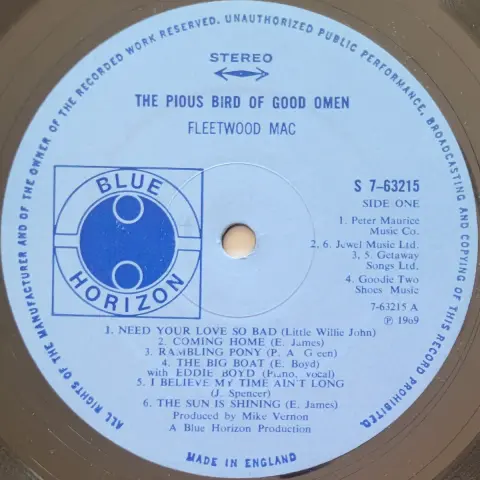 ALL RIGHTS OF THE MANUFACTURER AND OF THE OWNER OF THE RECORDED WORK RESERVED. UNAUTHORIZED PUBLIC PERFORMANCE, BROADCASTING AND COPYING OF THIS RECORD PROHIBITED.
STEREO
THE PIOUS BIRD OF GOOD OMEN
FLEETWOOD MAC
BLUE
HORIZON
S 7-63215
SIDE ONE
1. Peter Maurice
Music Co.
2. 6. Jewel Music Ltd.
3, 5. Getaway
Songs Ltd.
4. Goodie Two
Shoes Music
7-63215 A
℗ 1969
1. NEED YOUR LOVE SO BAD (Little Willie John)
2. COMING HOME (E. James)
3. RAMBLING PONY (P. A Green)
4. THE BIG BOAT (E. Boyd)
with EDDIE BOYD (Piano, vocal)
5. I BELIEVE MY TIME AIN'T LONG
(J. Spencer)
6. THE SUN IS SHINING (E. James)
Produced by Mike Vernon
A Blue Horizon Production
MADE IN ENGLAND